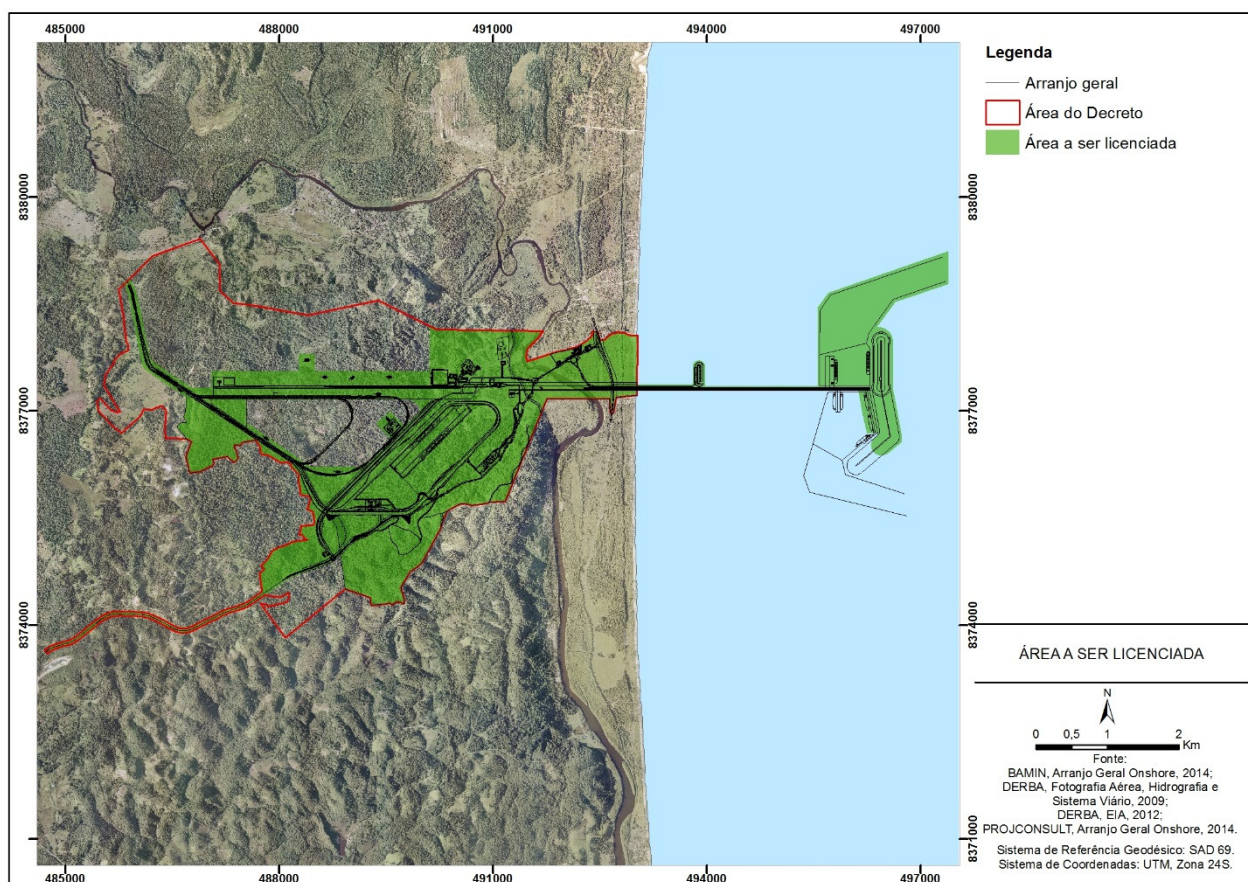 485000 488000 491000 494000 497000
Legenda
Arranjo geral
Área do Decreto
Área a ser licenciada
8380000 8380000
8377000 8377000
8374000 8374000
ÁREA A SER LICENCIADA
N
0 0,5 1 2
Km
Fonte:
BAMIN, Arranjo Geral Onshore, 2014;
DERBA, Fotografia Aérea, Hidrografia e
Sistema Viário, 2009;
DERBA, EIA, 2012;
PROJCONSULT, Arranjo Geral Onshore, 2014.
Sistema de Referência Geodésico: SAD 69.
Sistema de Coordenadas: UTM, Zona 24S.
8371000 8371000
485000 488000 491000 494000 497000